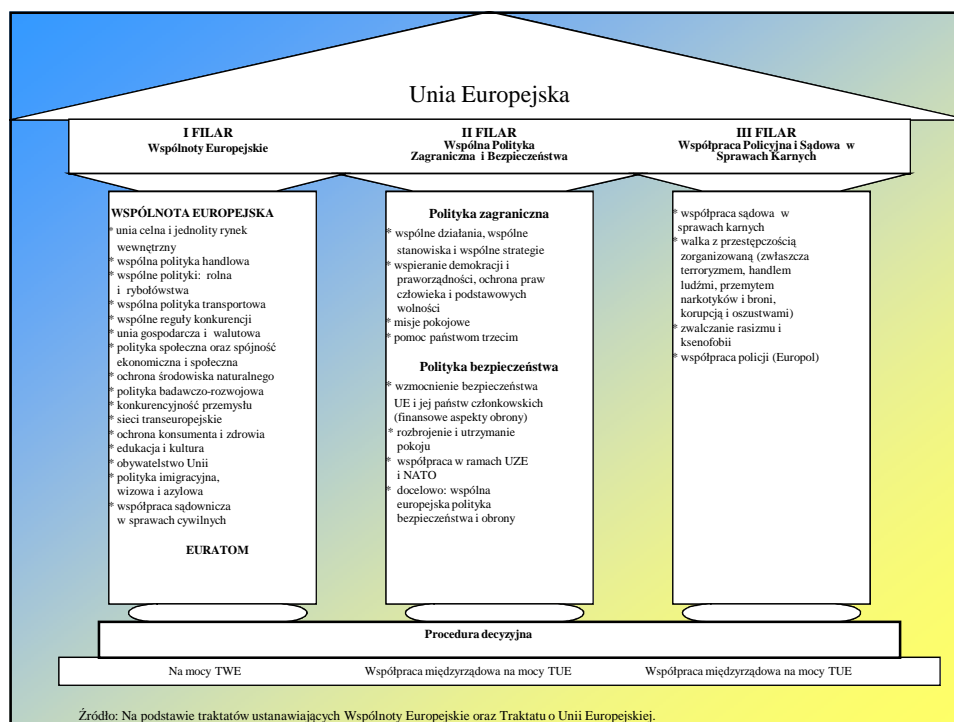 Unia Europejska
I FILAR
Wspólnoty Europejskie
II FILAR
Wspólna Polityka
Zagraniczna i Bezpieczeństwa
III FILAR
Współpraca Policyjna i Sądowa w
Sprawach Karnych
WSPÓLNOTA EUROPEJSKA
* unia celna i jednolity rynek
wewnętrzny
* wspólna polityka handlowa
* wspólne polityki: rolna
i rybołówstwa
* wspólna polityka transportowa
* wspólne reguły konkurencji
* unia gospodarcza i walutowa
* polityka społeczna oraz spójność
ekonomiczna i społeczna
* ochrona środowiska naturalnego
* polityka badawczo-rozwojowa
* konkurencyjność przemysłu
* sieci transeuropejskie
* ochrona konsumenta i zdrowia
* edukacja i kultura
* obywatelstwo Unii
* polityka imigracyjna,
wizowa i azylowa
* współpraca sądownicza
w sprawach cywilnych
EURATOM
Polityka zagraniczna
* wspólne działania, wspólne
stanowiska i wspólne strategie
* wspieranie demokracji i
praworządności, ochrona praw
człowieka i podstawowych
wolności
* misje pokojowe
* pomoc państwom trzecim
Polityka bezpieczeństwa
* wzmocnienie bezpieczeństwa
UE i jej państw członkowskich
(finansowe aspekty obrony)
* rozbrojenie i utrzymanie
pokoju
* współpraca w ramach UZE
i NATO
* docelowo: wspólna
europejska polityka
bezpieczeństwa i obrony
* współpraca sądowa w
sprawach karnych
* walka z przestępczością
zorganizowaną (zwłaszcza
terroryzmem, handlem
ludźmi, przemytem
narkotyków i broni,
korupcją i oszustwami)
* zwalczanie rasizmu i
ksenofobii
* współpraca policji (Europol)
Procedura decyzyjna
Na mocy TWE
Współpraca międzyrządowa na mocy TUE
Współpraca międzyrządowa na mocy TUE
Źródło: Na podstawie traktatów ustanawiających Wspólnoty Europejskie oraz Traktatu o Unii Europejskiej.